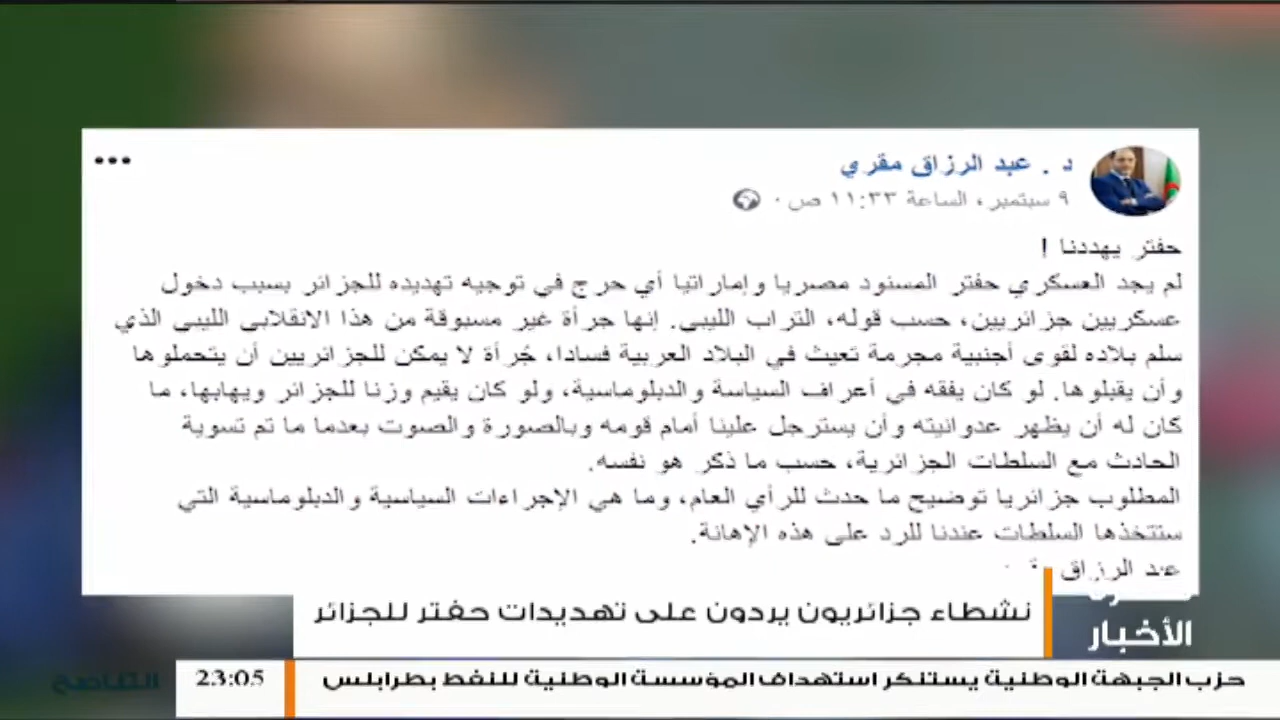 د . عبد الرزاق مقري
٩ سبتمبر، الساعة ١١:٣٣ ص ·
حفتر يهددنا !
لم يجد العسكري حفتر المسنود مصريا وإماراتيا أي حرج في توجيه تهديده للجزائر بسبب دخول
عسكريين جزائريين، حسب قوله، التراب الليبي. إنها جرأة غير مسبوقة من هذا الانقلابي الليبي الذي
سلم بلاده لقوى أجنبية مجرمة تعيث في البلاد العربية فسادا، جُرأة لا يمكن للجزائريين أن يتحملوها
وأن يقبلوها. لو كان يفقه في أعراف السياسة والدبلوماسية، ولو كان يقيم وزنا للجزائر ويهابها، ما
كان له أن يظهر عدوانيته وأن يسترجل علينا أمام قومه وبالصورة والصوت بعدما ما تم تسوية
الحادث مع السلطات الجزائرية، حسب ما ذكر هو نفسه.
المطلوب جزائريا توضيح ما حدث للرأي العام، وما هي الإجراءات السياسية والدبلوماسية التي
ستتخذها السلطات عندنا للرد على هذه الإهانة.
عبد الرزاق
نشطاء جزائريون يردون على تهديدات حفتر للجزائر
الأخبار
حزب الجبهة الوطنية يستنكر استهداف المؤسسة الوطنية للنفط بطرابلس
23:05
التناصح